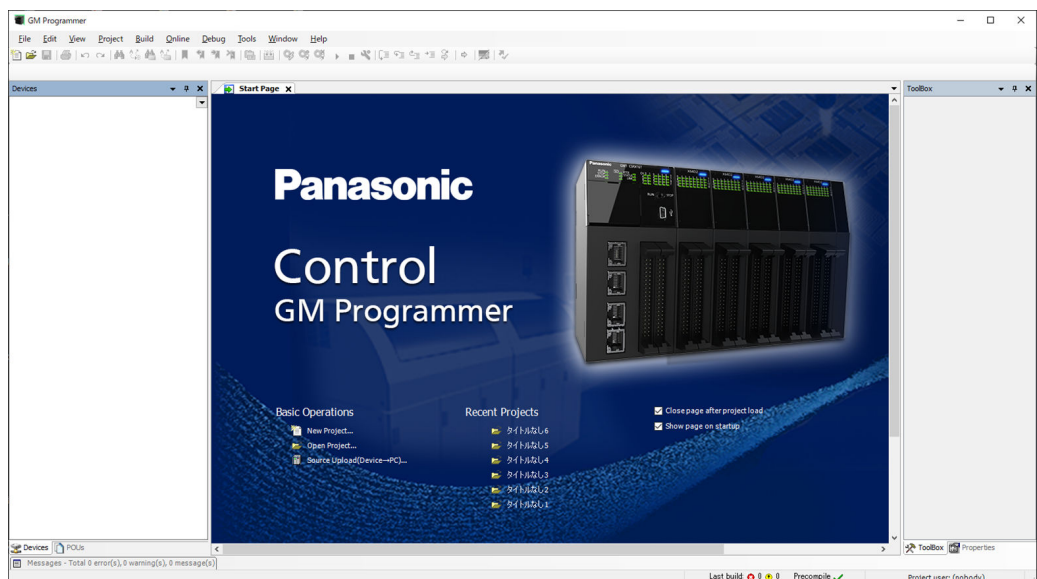 GM Programmer
File Edit View Project Build Online Debug Tools Window Help
Devices
Start Page
ToolBox
Panasonic
Panasonic
Control
GM Programmer
Basic Operations
New Project...
Open Project...
Source Upload(Device→PC)...
Recent Projects
タイトルなし6
タイトルなし5
タイトルなし4
タイトルなし3
タイトルなし2
タイトルなし1
Close page after project load
Show page on startup
Devices POUs
ToolBox Properties
Messages - Total 0 error(s), 0 warning(s), 0 message(s)
Last build: 0 0 Precompile Project user: (nobody)